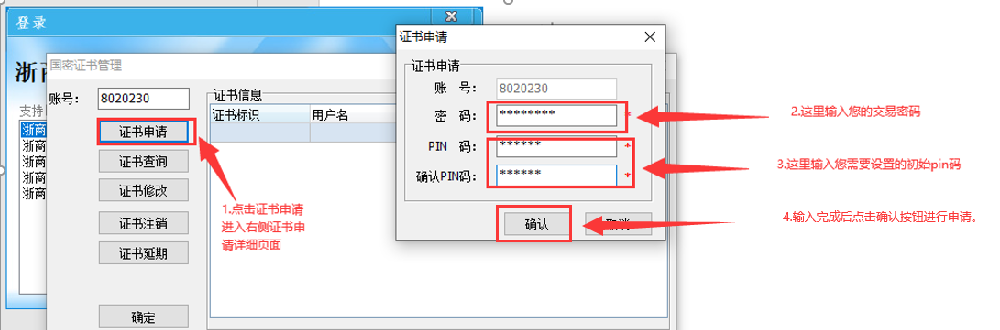 登录
浙商
国密证书管理
账号：
8020230
证书信息
证书标识
用户名
支持
浙商
浙商
浙商
浙商
浙商
证书申请
证书查询
证书修改
证书注销
证书延期
确定
1.点击证书申请
进入右侧证书申
请详细页面
证书申请
证书申请
账　号：
8020230
密　码：
********
*
PIN　码：
******
*
确认PIN码：
******
*
确认
取消
2.这里输入您的交易密码
3.这里输入您需要设置的初始pin码
4.输入完成后点击确认按钮进行申请。